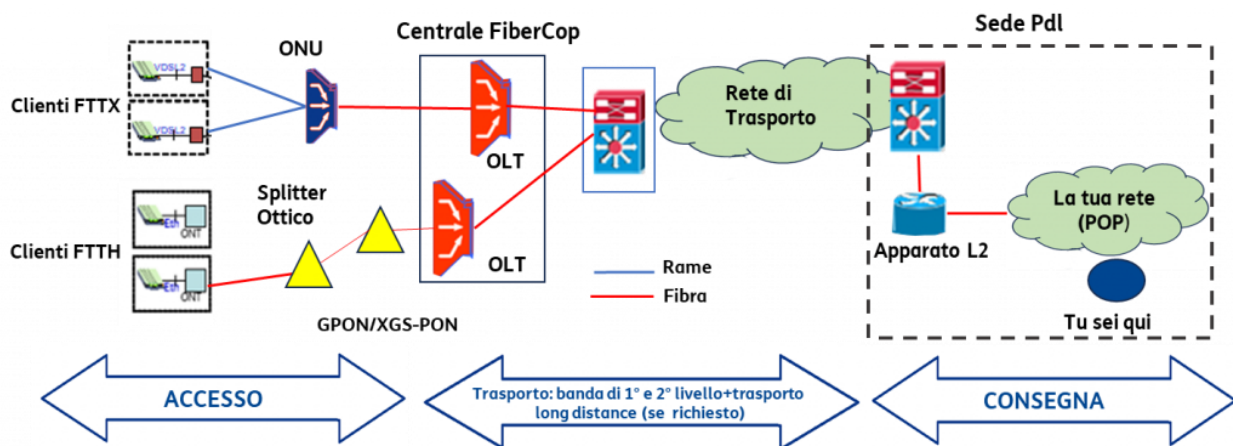 Sede Pdl
Centrale FiberCop
ONU
VDSL2
Clienti FTTX
VDSL2
OLT
Rete di
Trasporto
Splitter
Ottico
Eth
ONT
Clienti FTTH
Eth
ONT
OLT
GPON/XGS-PON
Rame
Fibra
La tua rete
(POP)
Apparato L2
Tu sei qui
ACCESSO
Trasporto: banda di 1° e 2° livello+trasporto
long distance (se richiesto)
CONSEGNA